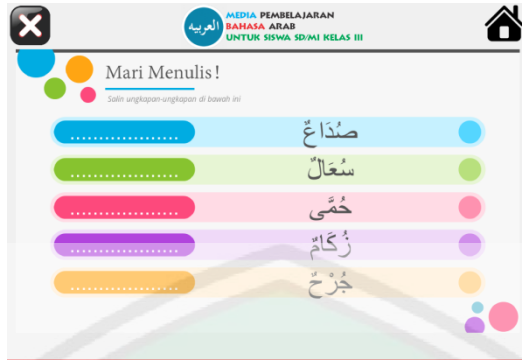 العربيه
MEDIA PEMBELAJARAN
BAHASA ARAB
UNTUK SISWA SD/MI KELAS III
Mari Menulis!
Salin ungkapan-ungkapan di bawah ini
صُدَاعٌ ...................
سُعَالٌ ...................
حُمَّى ...................
زُكَامٌ ...................
جُرْحٌ ...................